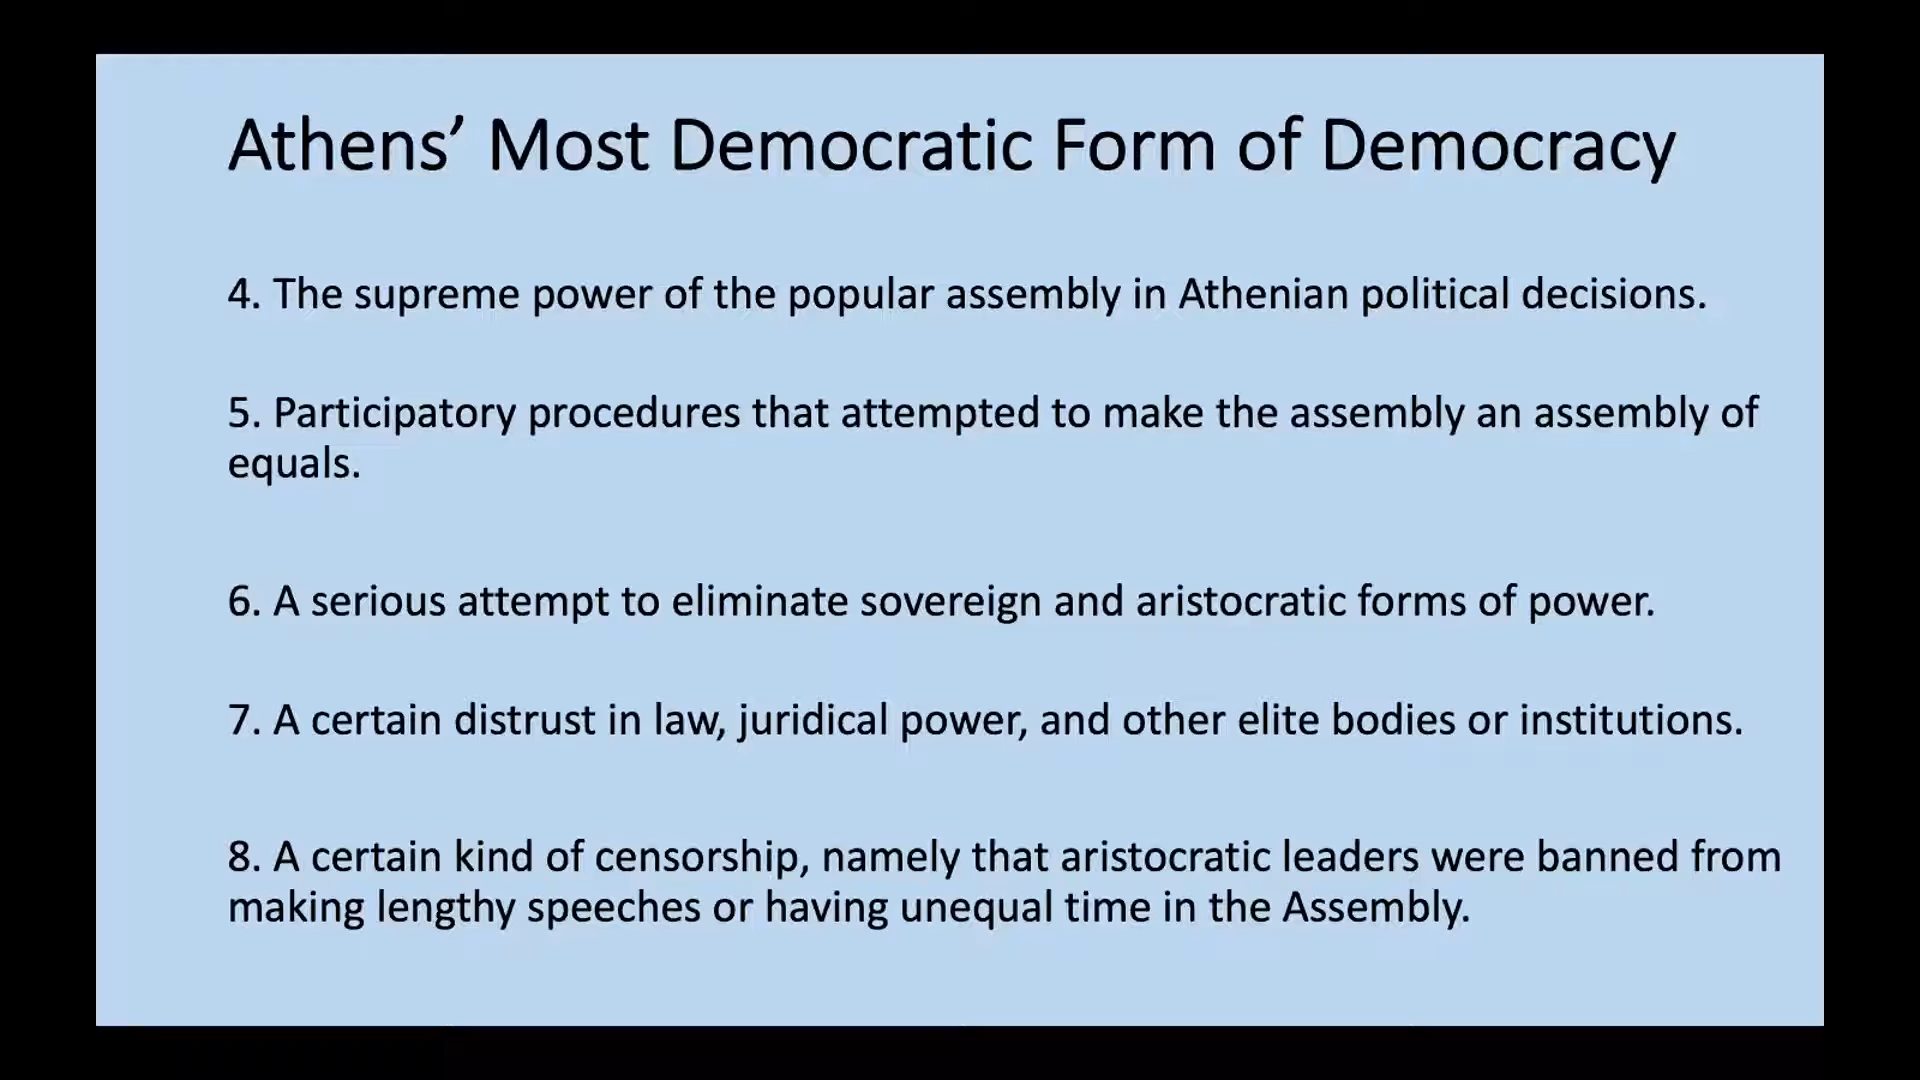 Athens’ Most Democratic Form of Democracy
4. The supreme power of the popular assembly in Athenian political decisions.
5. Participatory procedures that attempted to make the assembly an assembly of
equals.
6. A serious attempt to eliminate sovereign and aristocratic forms of power.
7. A certain distrust in law, juridical power, and other elite bodies or institutions.
8. A certain kind of censorship, namely that aristocratic leaders were banned from
making lengthy speeches or having unequal time in the Assembly.